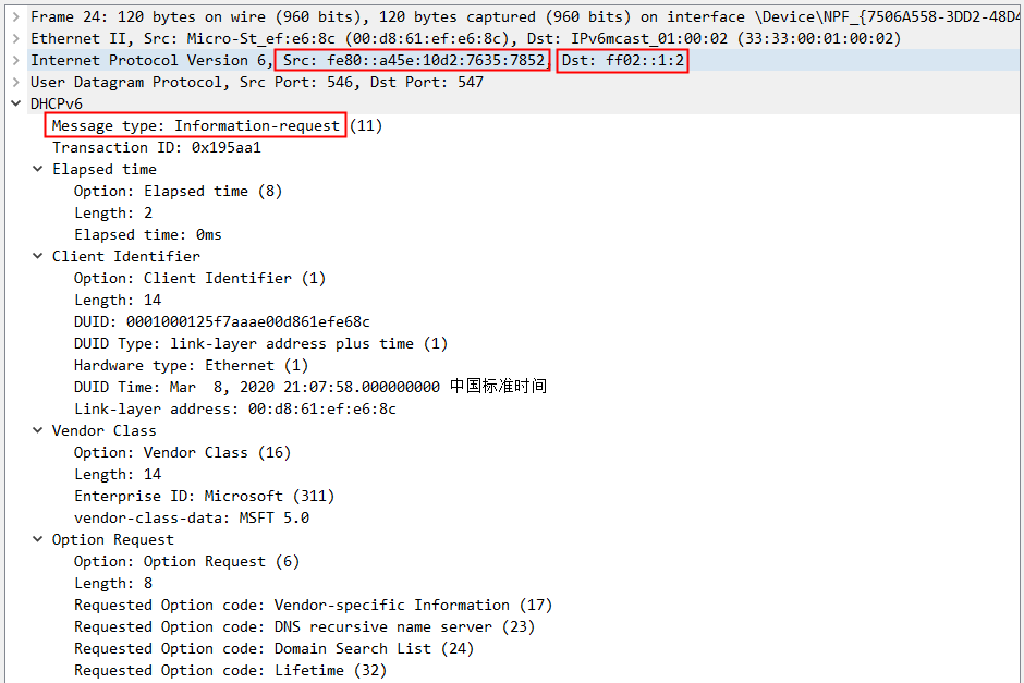 Frame 24: 120 bytes on wire (960 bits), 120 bytes captured (960 bits) on interface \Device\NPF_{7506A558-3DD2-48D4
Ethernet II, Src: Micro-St_ef:e6:8c (00:d8:61:ef:e6:8c), Dst: IPv6mcast_01:00:02 (33:33:00:01:00:02)
Internet Protocol Version 6, Src: fe80::a45e:10d2:7635:7852, Dst: ff02::1:2
User Datagram Protocol, Src Port: 546, Dst Port: 547
DHCPv6
Message type: Information-request (11)
Transaction ID: 0x195aa1
Elapsed time
Option: Elapsed time (8)
Length: 2
Elapsed time: 0ms
Client Identifier
Option: Client Identifier (1)
Length: 14
DUID: 0001000125f7aaae00d861efe68c
DUID Type: link-layer address plus time (1)
Hardware type: Ethernet (1)
DUID Time: Mar  8, 2020 21:07:58.000000000 中国标准时间
Link-layer address: 00:d8:61:ef:e6:8c
Vendor Class
Option: Vendor Class (16)
Length: 14
Enterprise ID: Microsoft (311)
vendor-class-data: MSFT 5.0
Option Request
Option: Option Request (6)
Length: 8
Requested Option code: Vendor-specific Information (17)
Requested Option code: DNS recursive name server (23)
Requested Option code: Domain Search List (24)
Requested Option code: Lifetime (32)